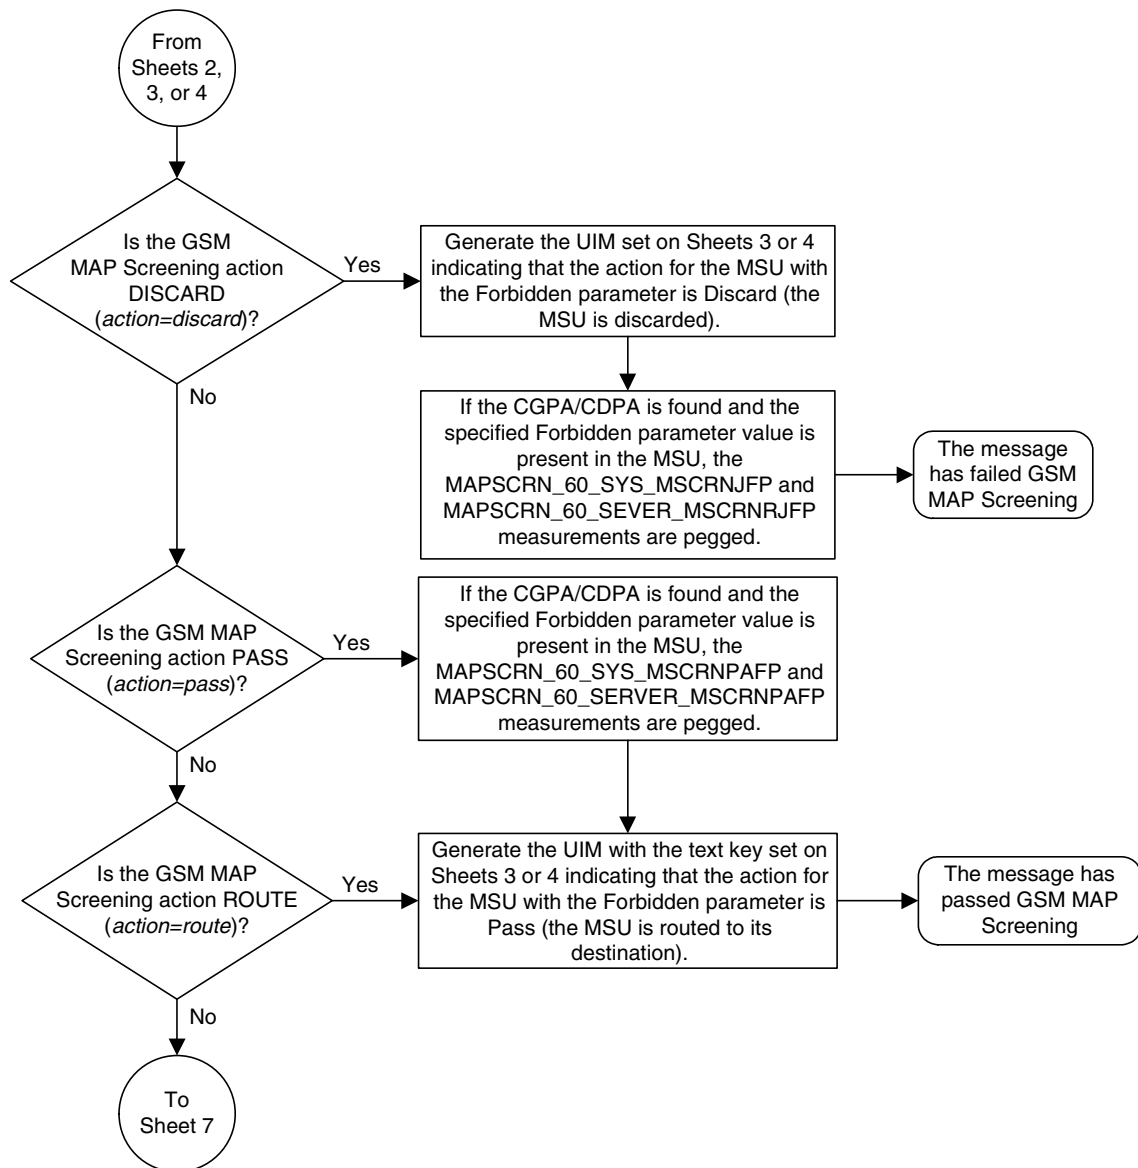 From
Sheets 2,
3, or 4
Is the GSM
MAP Screening action
DISCARD
(action=discard)?
Yes
Generate the UIM set on Sheets 3 or 4
indicating that the action for the MSU with
the Forbidden parameter is Discard (the
MSU is discarded).
No
If the CGPA/CDPA is found and the
specified Forbidden parameter value is
present in the MSU, the
MAPSCRN_60_SYS_MSCRNJFP and
MAPSCRN_60_SEVER_MSCRNRJFP
measurements are pegged.
The message
has failed GSM
MAP Screening
Is the GSM MAP
Screening action PASS
(action=pass)?
Yes
If the CGPA/CDPA is found and the
specified Forbidden parameter value is
present in the MSU, the
MAPSCRN_60_SYS_MSCRNPAFP and
MAPSCRN_60_SERVER_MSCRNPAFP
measurements are pegged.
No
Is the GSM MAP
Screening action ROUTE
(action=route)?
Yes
Generate the UIM with the text key set on
Sheets 3 or 4 indicating that the action for
the MSU with the Forbidden parameter is
Pass (the MSU is routed to its
destination).
The message has
passed GSM MAP
Screening
No
To
Sheet 7